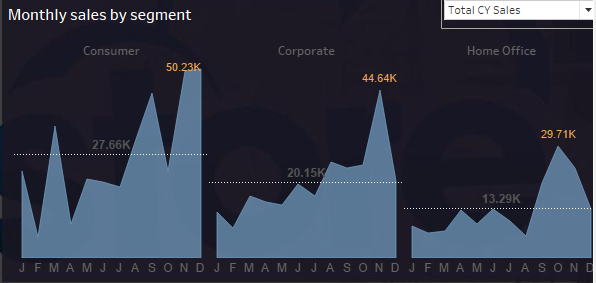 Monthly sales by segment
Total CY Sales
Consumer
Corporate
Home Office
50.23K
27.66K
44.64K
20.15K
29.71K
13.29K
J F M A M J J A S O N D
J F M A M J J A S O N D
J F M A M J J A S O N D